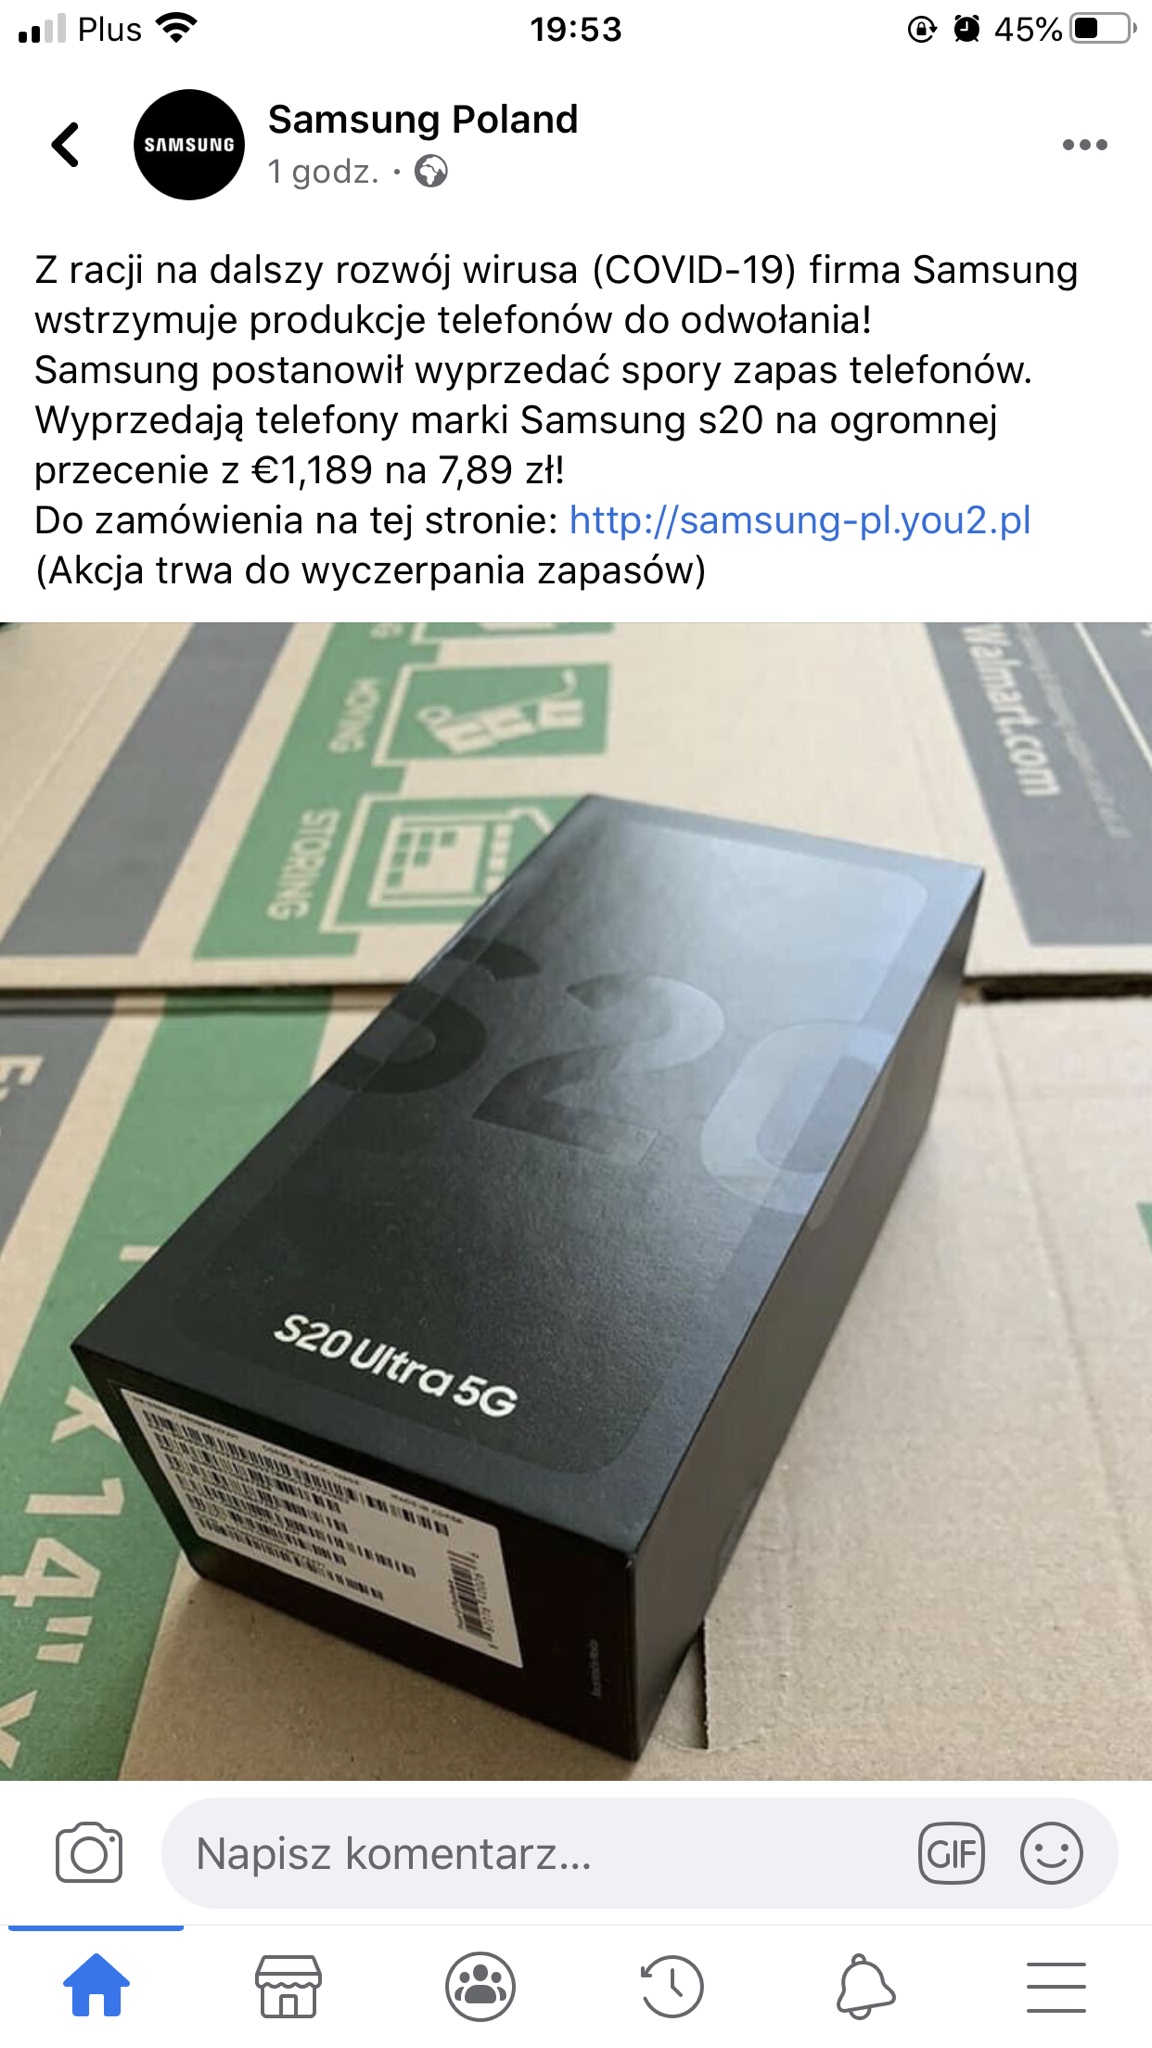 Plus
19:53
45%
SAMSUNG
Samsung Poland
1 godz. ·
Z racji na dalszy rozwój wirusa (COVID-19) firma Samsung
wstrzymuje produkcje telefonów do odwołania!
Samsung postanowił wyprzedać spory zapas telefonów.
Wyprzedają telefony marki Samsung s20 na ogromnej
przecenie z €1,189 na 7,89 zł!
Do zamówienia na tej stronie: http://samsung-pl.you2.pl
(Akcja trwa do wyczerpania zapasów)
MOVING
STORING
Walmart.com
S20
S20 Ultra 5G
x 14" x
Napisz komentarz...
GIF